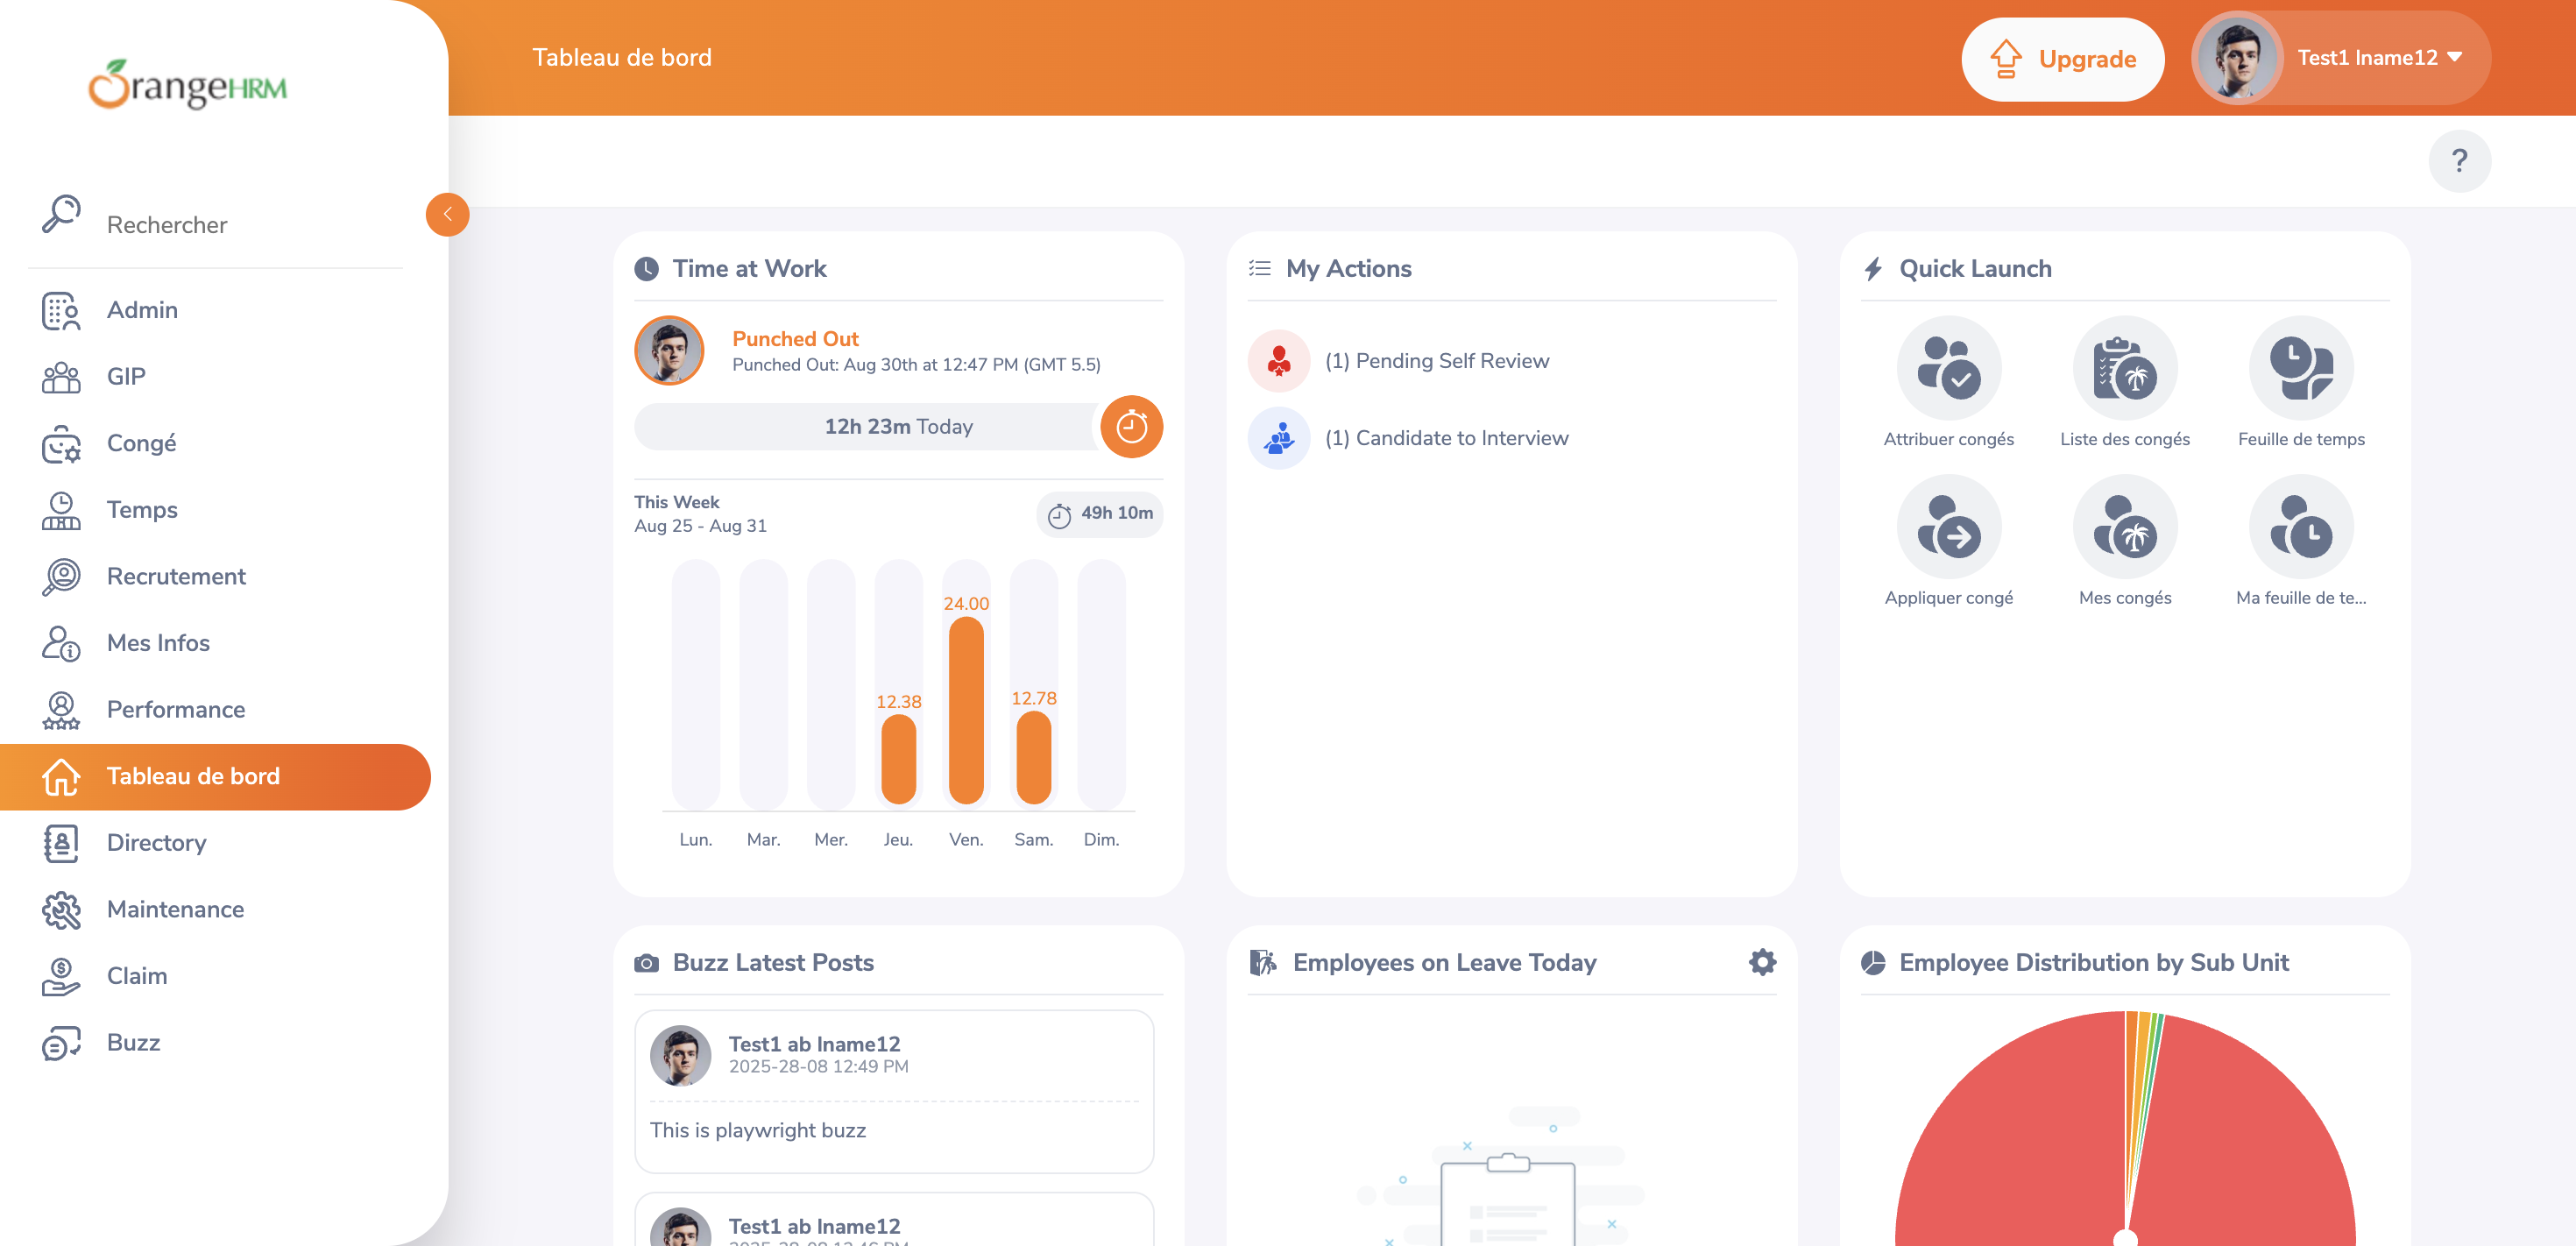 OrangeHRM
Rechercher
Admin
GIP
Congé
Temps
Recrutement
Mes Infos
Performance
Tableau de bord
Directory
Maintenance
Claim
Buzz
Tableau de bord
Upgrade
Test1 lname12
?
Time at Work
Punched Out
Punched Out: Aug 30th at 12:47 PM (GMT 5.5)
12h 23m Today
This Week
Aug 25 - Aug 31
49h 10m
24.00
12.38
12.78
Lun. Mar. Mer. Jeu. Ven. Sam. Dim.
My Actions
(1) Pending Self Review
(1) Candidate to Interview
Quick Launch
Attribuer congés
Liste des congés
Feuille de temps
Appliquer congé
Mes congés
Ma feuille de te...
Buzz Latest Posts
Test1 ab lname12
2025-28-08 12:49 PM
This is playwright buzz
Test1 ab lname12
Employees on Leave Today
Employee Distribution by Sub Unit